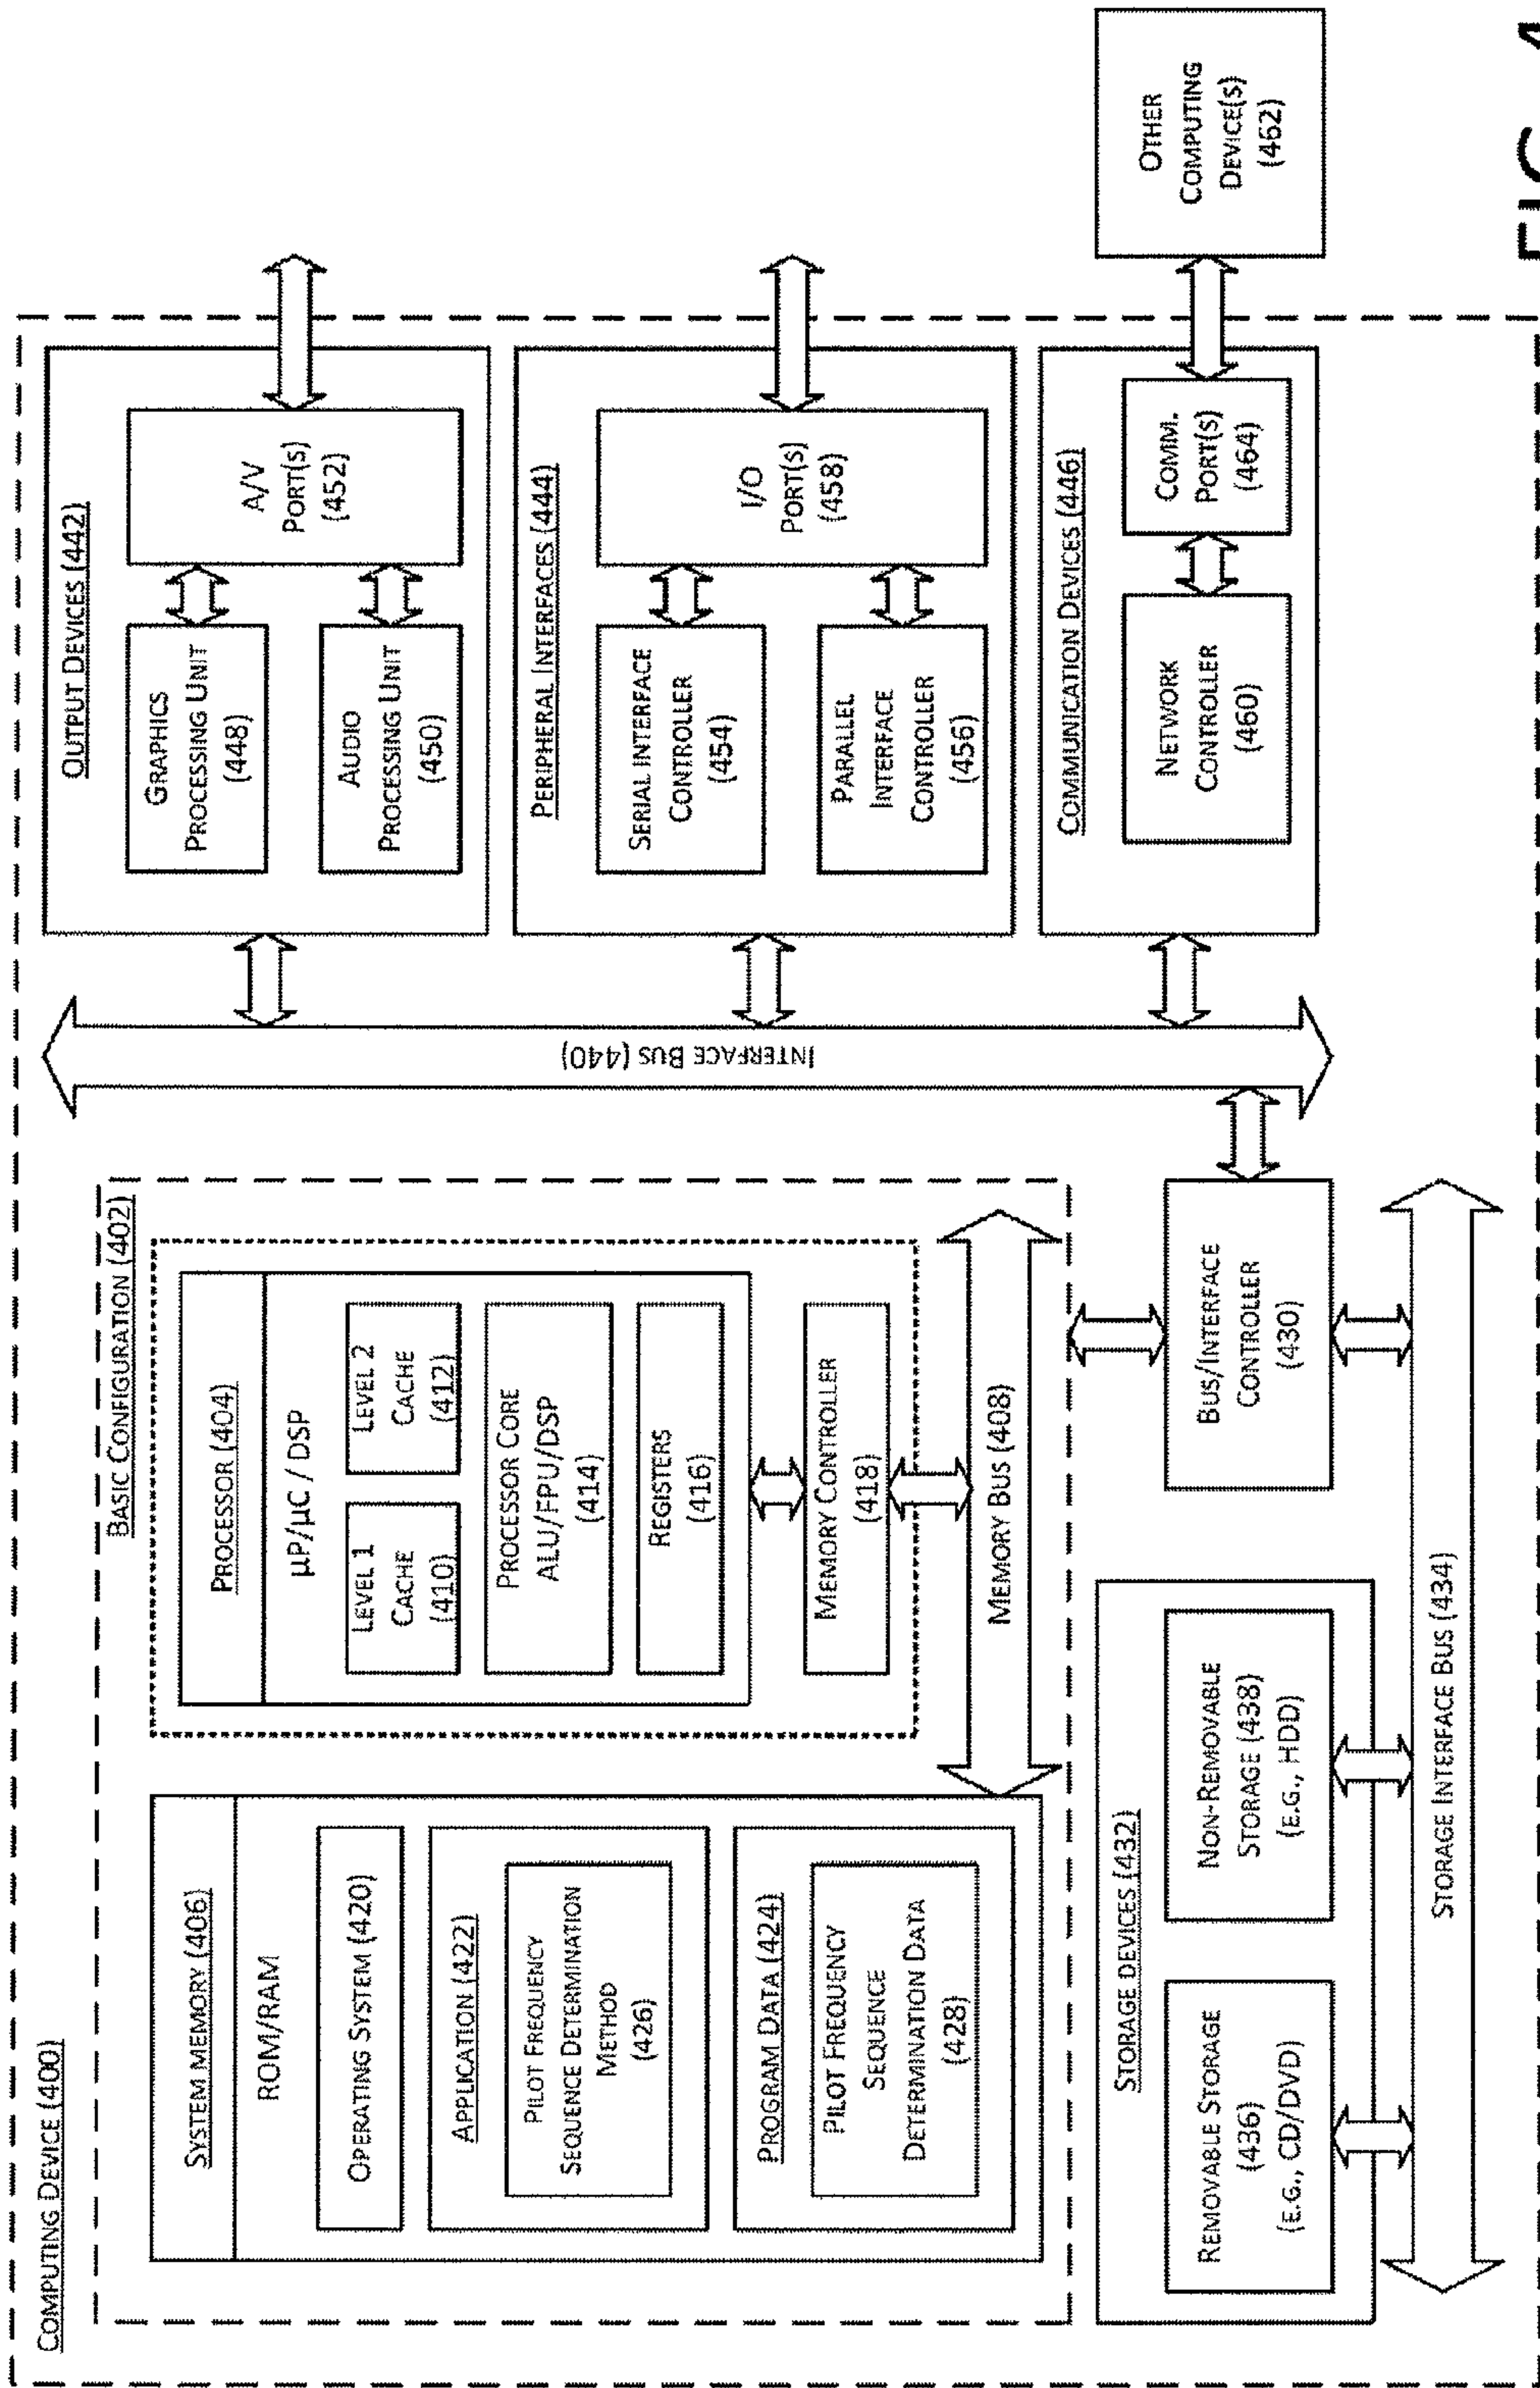 COMPUTING DEVICE (400)
BASIC CONFIGURATION (402)
SYSTEM MEMORY (406)
ROM/RAM
OPERATING SYSTEM (420)
APPLICATION (422)
PILOT FREQUENCY
SEQUENCE DETERMINATION
METHOD
(426)
PROGRAM DATA (424)
PILOT FREQUENCY
SEQUENCE
DETERMINATION DATA
(428)
PROCESSOR (404)
µP/µC / DSP
LEVEL 1
CACHE
(410)
LEVEL 2
CACHE
(412)
PROCESSOR CORE
ALU/FPU/DSP
(414)
REGISTERS
(416)
MEMORY CONTROLLER
(418)
MEMORY BUS (408)
BUS/INTERFACE
CONTROLLER
(430)
STORAGE DEVICES (432)
REMOVABLE STORAGE
(436)
(E.G., CD/DVD)
NON-REMOVABLE
STORAGE (438)
(E.G., HDD)
STORAGE INTERFACE BUS (434)
INTERFACE BUS (440)
OUTPUT DEVICES (442)
GRAPHICS
PROCESSING UNIT
(448)
AUDIO
PROCESSING UNIT
(450)
A/V
PORT(S)
(452)
PERIPHERAL INTERFACES (444)
SERIAL INTERFACE
CONTROLLER
(454)
PARALLEL
INTERFACE
CONTROLLER
(456)
I/O
PORT(S)
(458)
COMMUNICATION DEVICES (446)
NETWORK
CONTROLLER
(460)
COMM.
PORT(S)
(464)
OTHER
COMPUTING
DEVICE(S)
(462)